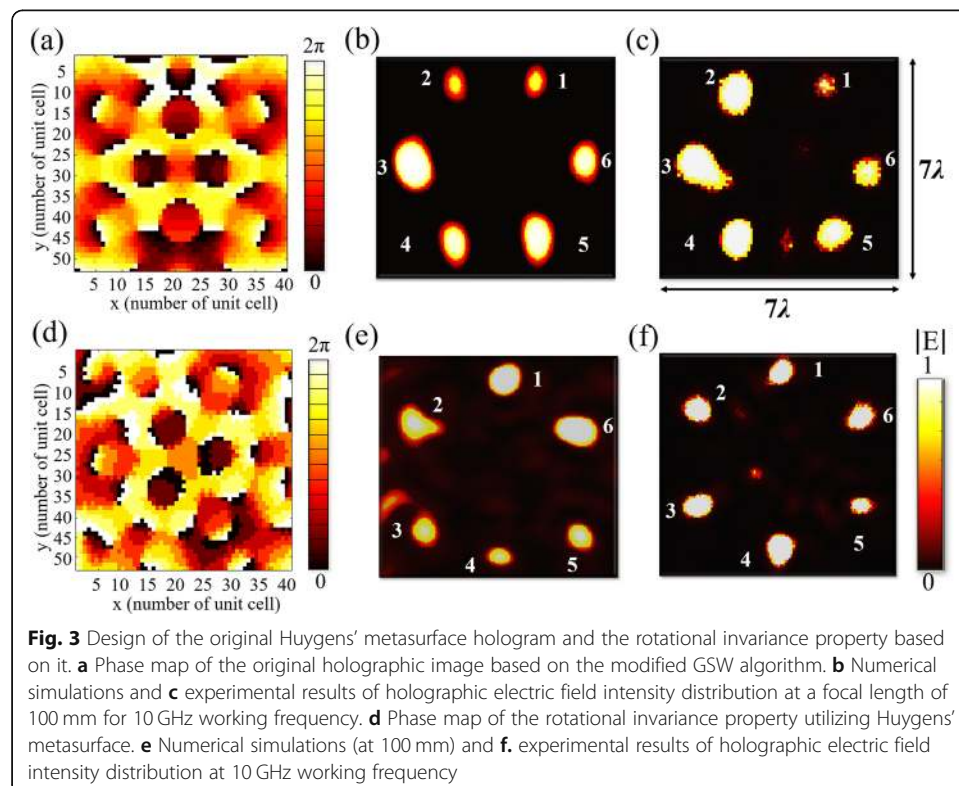 (a)
2π
5
10
15
20
25
30
35
40
45
50
y (number of unit cell)
5 10 15 20 25 30 35 40
x (number of unit cell)
0
(b)
2
1
3
6
4
5
(c)
2
1
3
6
4
5
7λ
7λ
(d)
2π
5
10
15
20
25
30
35
40
45
50
y (number of unit cell)
5 10 15 20 25 30 35 40
x (number of unit cell)
0
(e)
1
2
6
3
4
5
(f)
1
2
6
3
4
5
|E|
1
0
Fig. 3 Design of the original Huygens’ metasurface hologram and the rotational invariance property based
on it. a Phase map of the original holographic image based on the modified GSW algorithm. b Numerical
simulations and c experimental results of holographic electric field intensity distribution at a focal length of
100 mm for 10 GHz working frequency. d Phase map of the rotational invariance property utilizing Huygens’
metasurface. e Numerical simulations (at 100 mm) and f. experimental results of holographic electric field
intensity distribution at 10 GHz working frequency